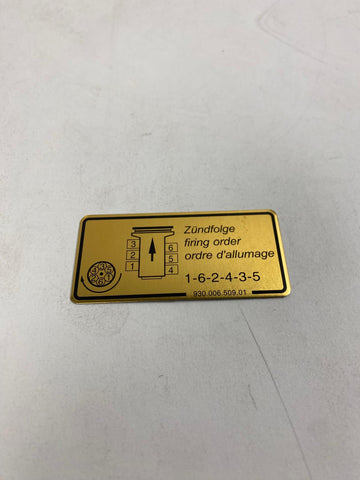 Zündfolge
firing order
ordre d'allumage
1-6-2-4-3-5
930.006.509.01
3 6
2 5
1 4